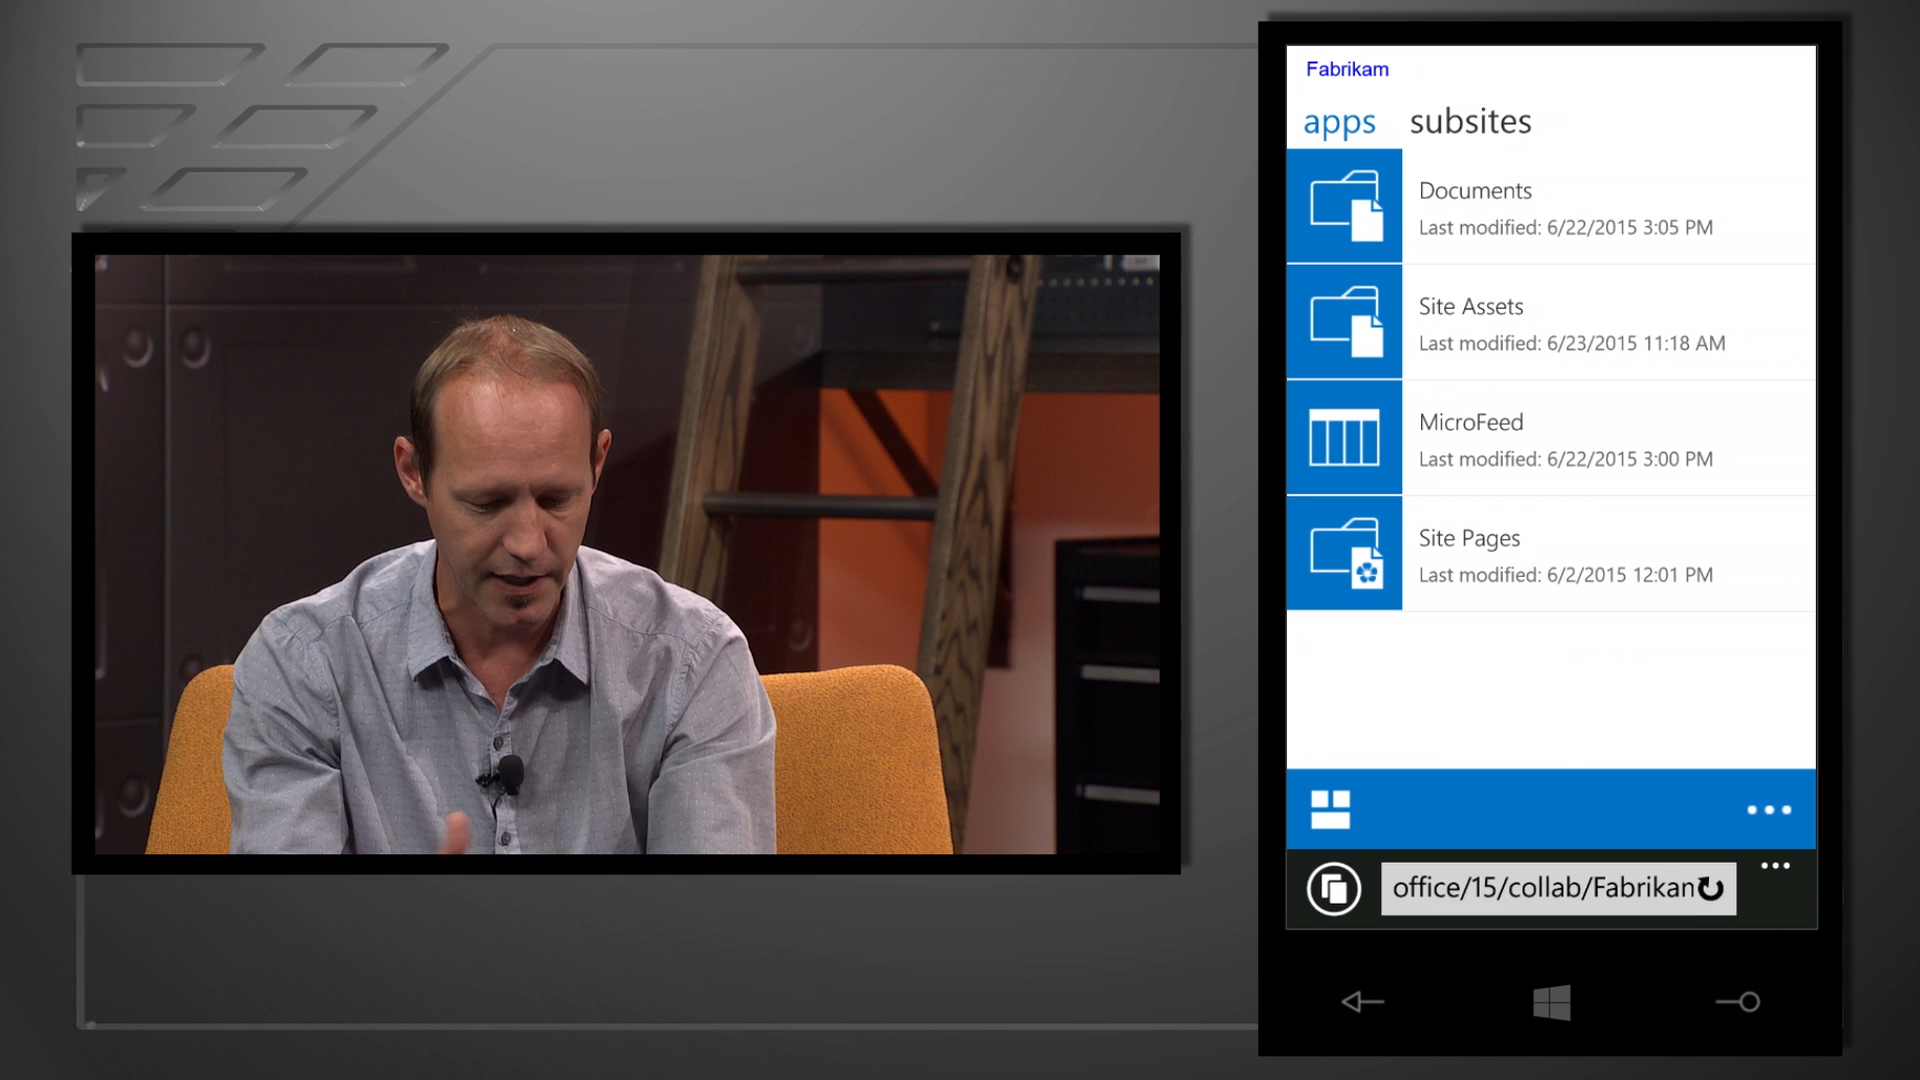 Fabrikam
apps subsites
Documents
Last modified: 6/22/2015 3:05 PM
Site Assets
Last modified: 6/23/2015 11:18 AM
MicroFeed
Last modified: 6/22/2015 3:00 PM
Site Pages
Last modified: 6/2/2015 12:01 PM
office/15/collab/Fabrikan